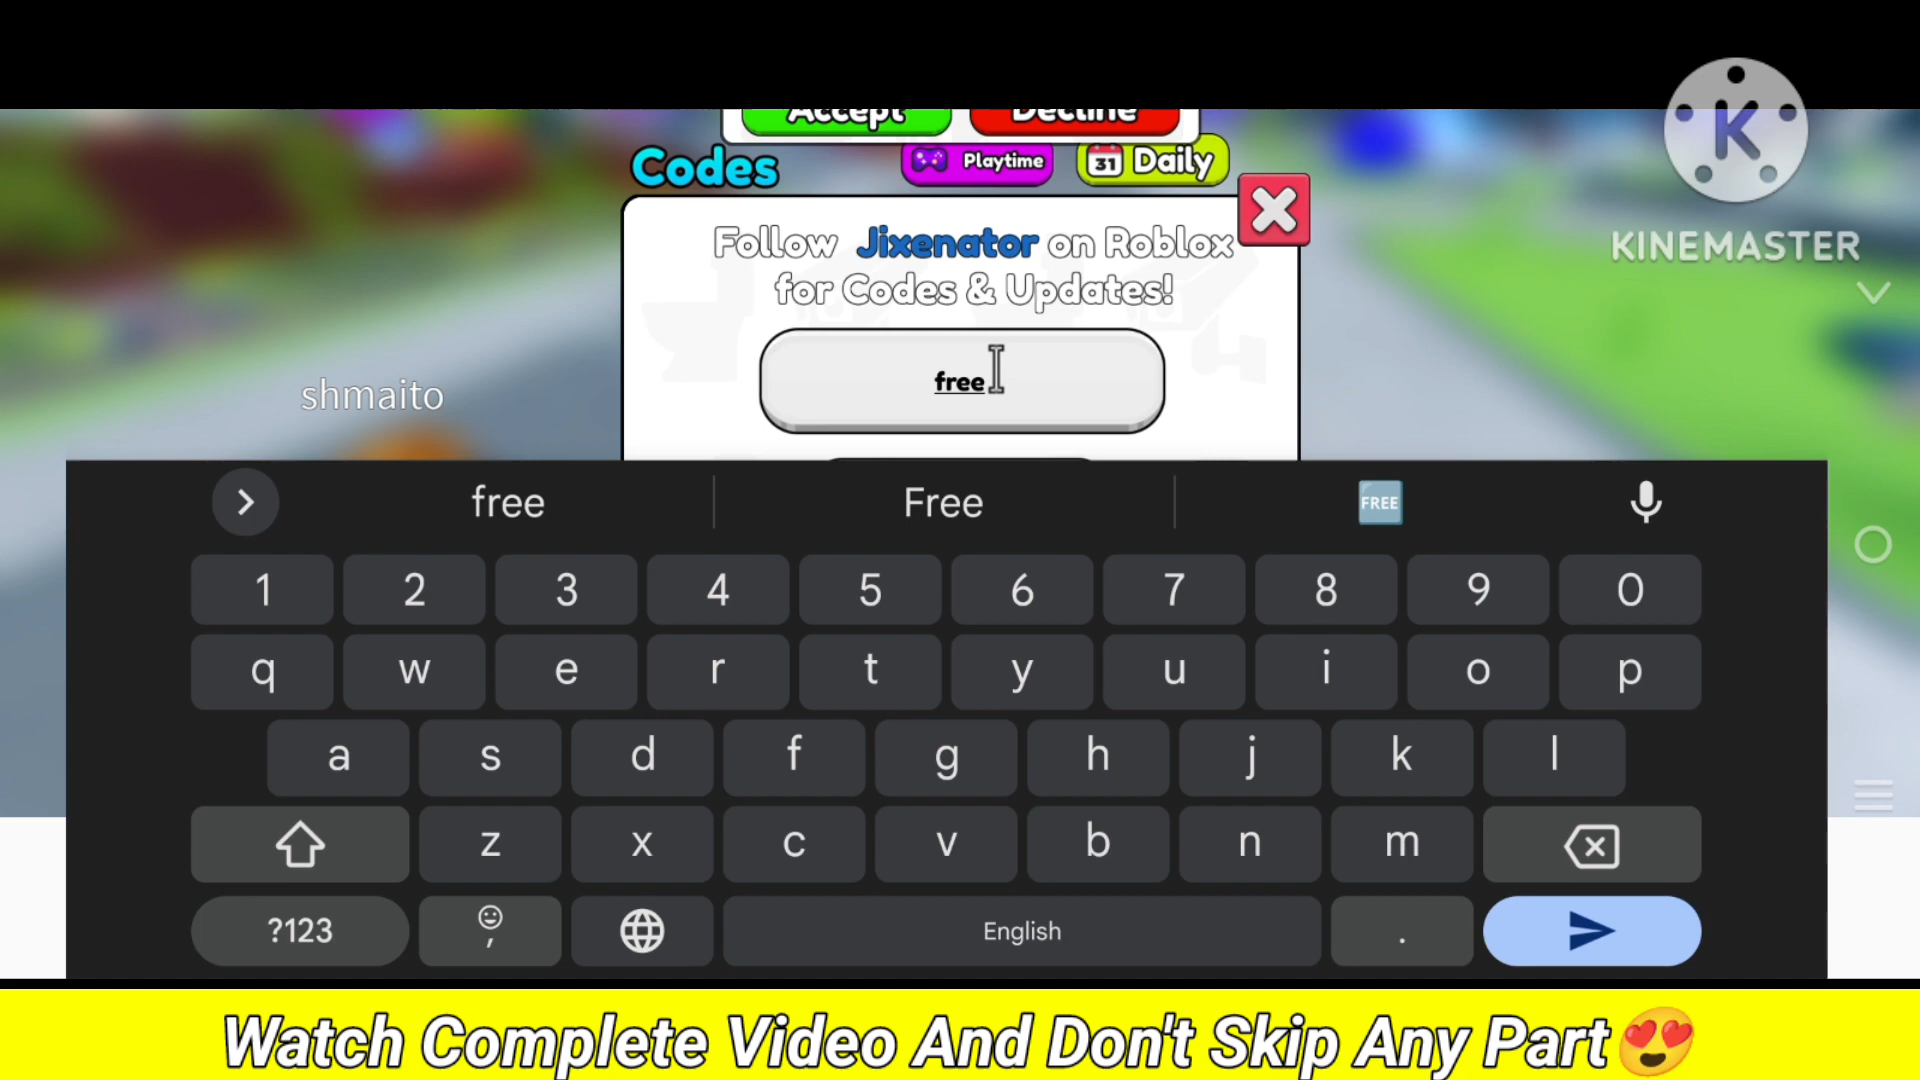 Accept Decline
Codes Playtime 31 Daily
K
KINEMASTER
Follow Jixenator on Roblox
for Codes & Updates!
free
shmaito
free Free FREE
1 2 3 4 5 6 7 8 9 0
q w e r t y u i o p
a s d f g h j k l
z x c v b n m
?123 , English .
Watch Complete Video And Don't Skip Any Part😍